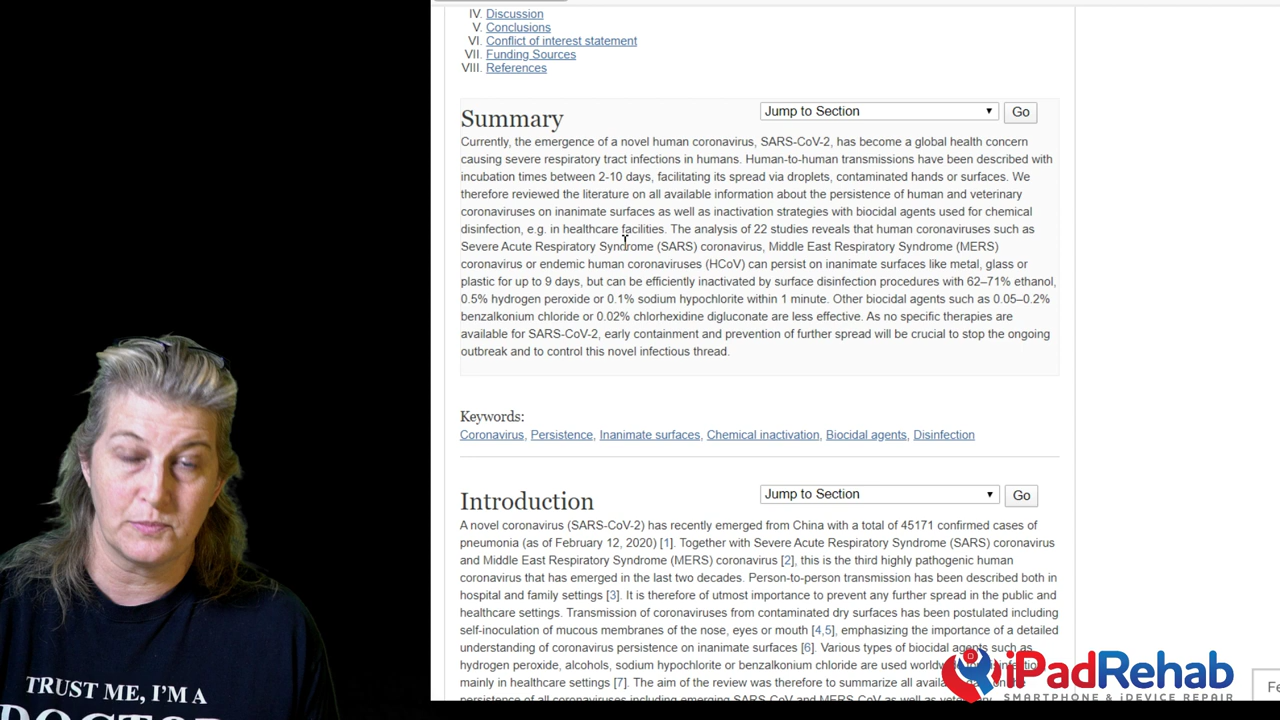 IV. Discussion
V. Conclusions
VI. Conflict of interest statement
VII. Funding Sources
VIII. References
Summary
Jump to Section
Go
Currently, the emergence of a novel human coronavirus, SARS-CoV-2, has become a global health concern
causing severe respiratory tract infections in humans. Human-to-human transmissions have been described with
incubation times between 2-10 days, facilitating its spread via droplets, contaminated hands or surfaces. We
therefore reviewed the literature on all available information about the persistence of human and veterinary
coronaviruses on inanimate surfaces as well as inactivation strategies with biocidal agents used for chemical
disinfection, e.g. in healthcare facilities. The analysis of 22 studies reveals that human coronaviruses such as
Severe Acute Respiratory Syndrome (SARS) coronavirus, Middle East Respiratory Syndrome (MERS)
coronavirus or endemic human coronaviruses (HCoV) can persist on inanimate surfaces like metal, glass or
plastic for up to 9 days, but can be efficiently inactivated by surface disinfection procedures with 62–71% ethanol,
0.5% hydrogen peroxide or 0.1% sodium hypochlorite within 1 minute. Other biocidal agents such as 0.05–0.2%
benzalkonium chloride or 0.02% chlorhexidine digluconate are less effective. As no specific therapies are
available for SARS-CoV-2, early containment and prevention of further spread will be crucial to stop the ongoing
outbreak and to control this novel infectious thread.
Keywords:
Coronavirus, Persistence, Inanimate surfaces, Chemical inactivation, Biocidal agents, Disinfection
Introduction
Jump to Section
Go
A novel coronavirus (SARS-CoV-2) has recently emerged from China with a total of 45171 confirmed cases of
pneumonia (as of February 12, 2020) [1]. Together with Severe Acute Respiratory Syndrome (SARS) coronavirus
and Middle East Respiratory Syndrome (MERS) coronavirus [2], this is the third highly pathogenic human
coronavirus that has emerged in the last two decades. Person-to-person transmission has been described both in
hospital and family settings [3]. It is therefore of utmost importance to prevent any further spread in the public and
healthcare settings. Transmission of coronaviruses from contaminated dry surfaces has been postulated including
self-inoculation of mucous membranes of the nose, eyes or mouth [4,5], emphasizing the importance of a detailed
understanding of coronavirus persistence on inanimate surfaces [6]. Various types of biocidal agents such as
hydrogen peroxide, alcohols, sodium hypochlorite or benzalkonium chloride are used
mainly in healthcare settings [7]. The aim of the review was therefore to summarize all
persistence of all coronaviruses including emerging SARS-CoV and MERS-CoV as well as
iPadRehab
SMARTPHONE & iDEVICE REPAIR
Fe
TRUST ME, I'M A